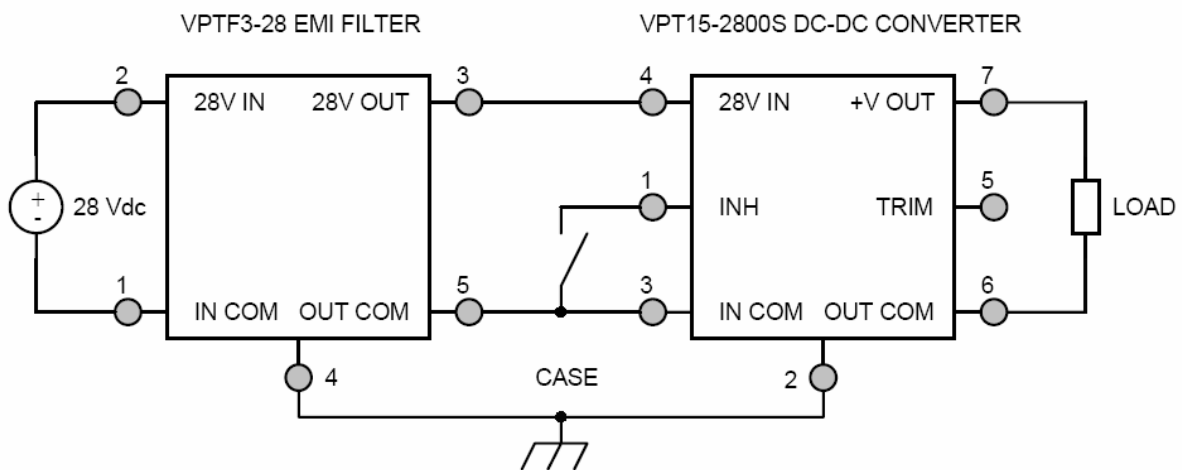 VPTF3-28 EMI FILTER
VPT15-2800S DC-DC CONVERTER
2
3
4
7
28V IN
28V OUT
28V IN
+V OUT
1
5
+
-
28 Vdc
INH
TRIM
LOAD
1
5
3
6
IN COM
OUT COM
IN COM
OUT COM
4
CASE
2